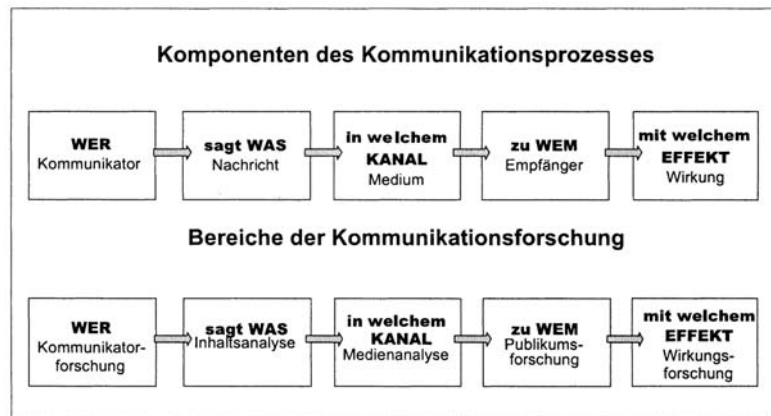 Komponenten des Kommunikationsprozesses
WER
Kommunikator
sagt WAS
Nachricht
in welchem
KANAL
Medium
zu WEM
Empfänger
mit welchem
EFFEKT
Wirkung
Bereiche der Kommunikationsforschung
WER
Kommunikator-
forschung
sagt WAS
Inhaltsanalyse
in welchem
KANAL
Medienanalyse
zu WEM
Publikums-
forschung
mit welchem
EFFEKT
Wirkungs-
forschung